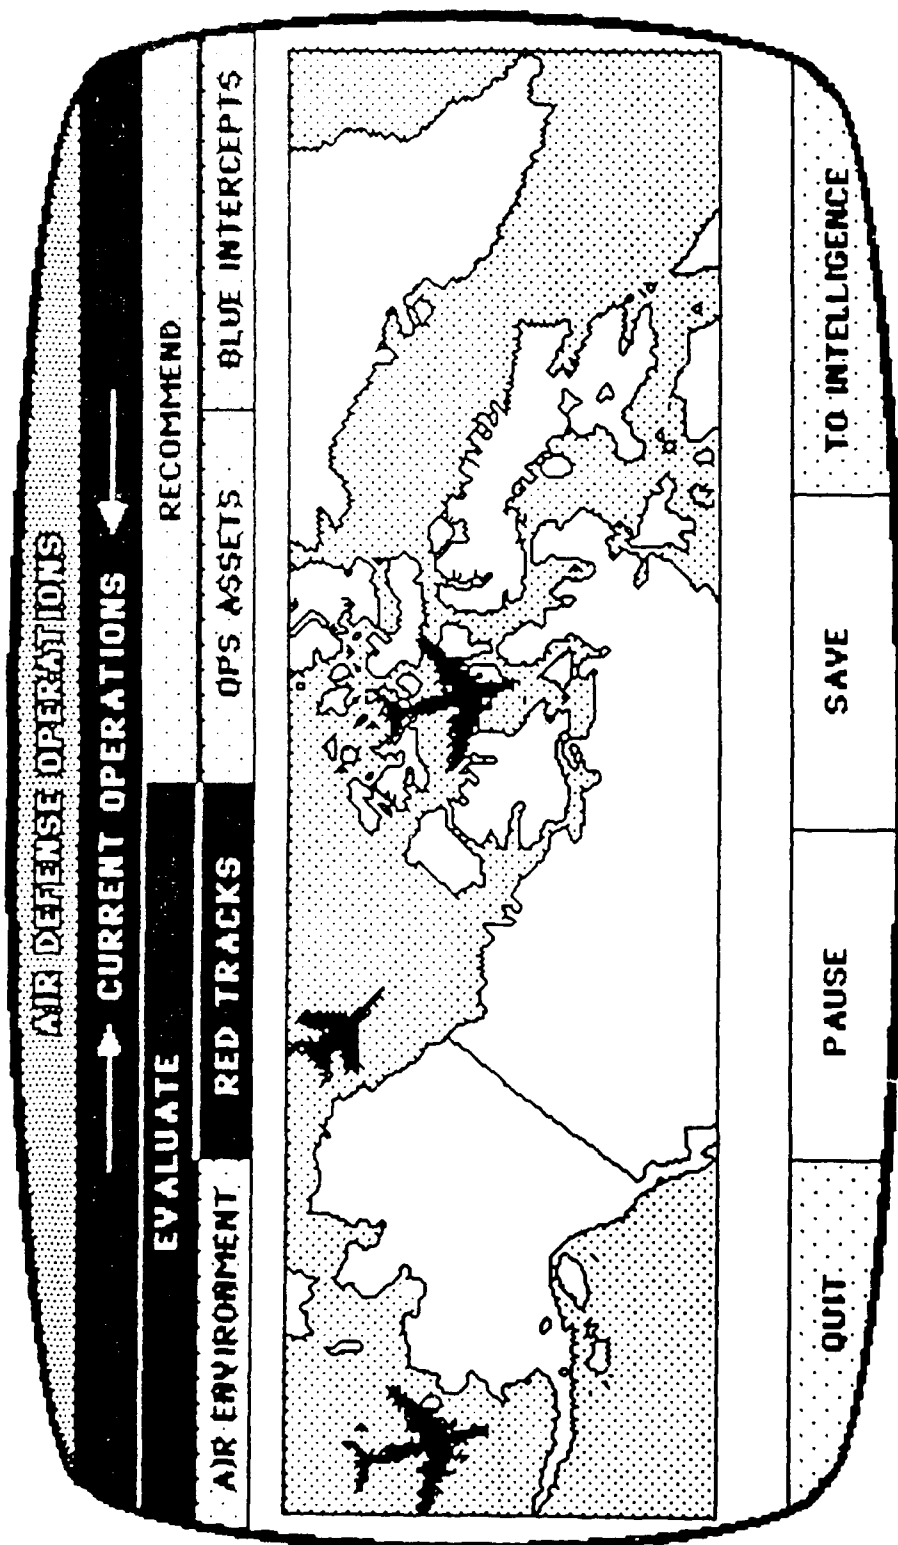 AIR DEFENSE OPERATIONS
→ CURRENT OPERATIONS ←
EVALUATE RECOMMEND
AIR ENVIRONMENT RED TRACKS OPS ASSETS BLUE INTERCEPTS
QUIT PAUSE SAVE TO INTELLIGENCE